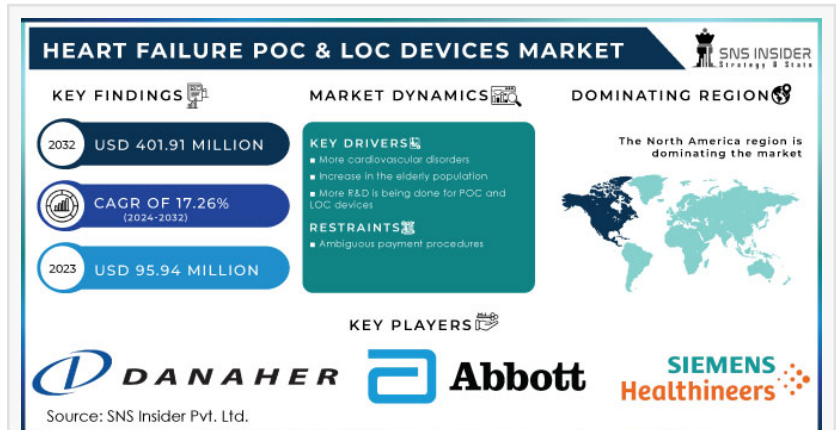 HEART FAILURE POC & LOC DEVICES MARKET
SNS INSIDER
Strategy & Stats
KEY FINDINGS
2032 USD 401.91 MILLION
CAGR OF 17.26%
(2024-2032)
2023 USD 95.94 MILLION
MARKET DYNAMICS
KEY DRIVERS
■ More cardiovascular disorders
■ Increase in the elderly population
■ More R&D is being done for POC and
LOC devices
RESTRAINTS
■ Ambiguous payment procedures
DOMINATING REGION
The North America region is
dominating the market
KEY PLAYERS
DANAHER
Abbott
SIEMENS
Healthineers
Source: SNS Insider Pvt. Ltd.